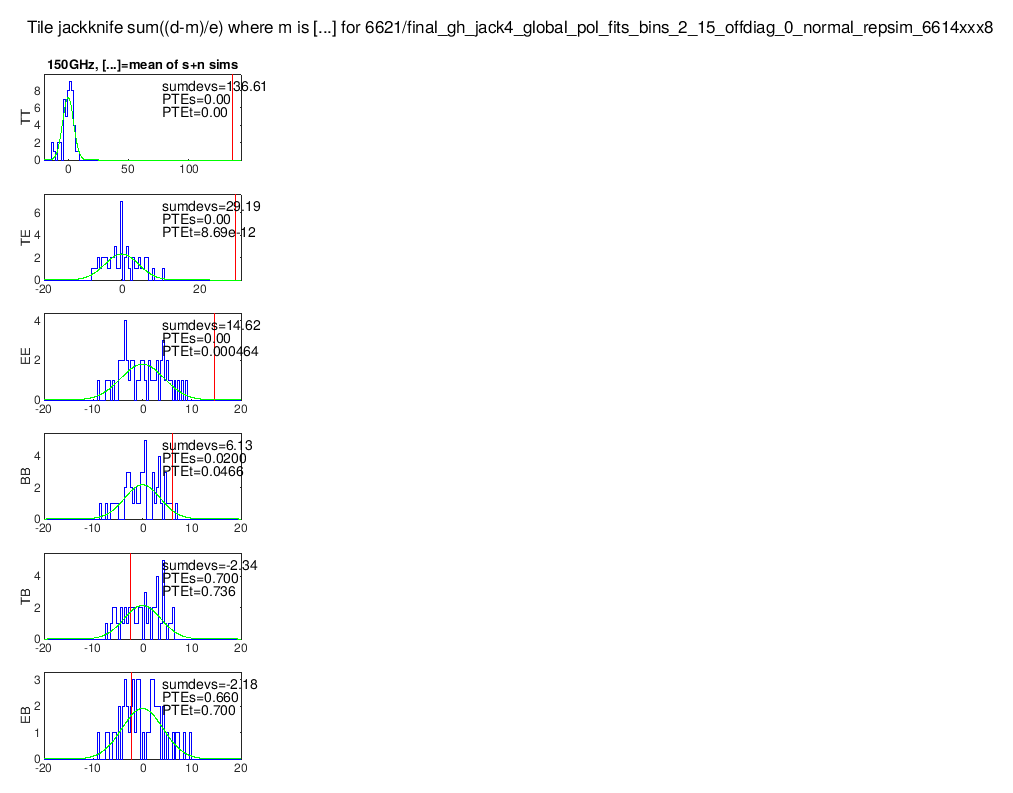 Tile jackknife sum((d-m)/e) where m is [...] for 6621/final_gh_jack4_global_pol_fits_bins_2_15_offdiag_0_normal_repsim_6614xxx8
150GHz, [...]=mean of s+n sims
TT
8
6
4
2
0
0 50 100
sumdevs=136.61
PTEs=0.00
PTEt=0.00
TE
6
4
2
0
-20 0 20
sumdevs=29.19
PTEs=0.00
PTEt=8.69e-12
EE
4
2
0
-20 -10 0 10 20
sumdevs=14.62
PTEs=0.00
PTEt=0.000464
BB
4
2
0
-20 -10 0 10 20
sumdevs=6.13
PTEs=0.0200
PTEt=0.0466
TB
4
2
0
-20 -10 0 10 20
sumdevs=-2.34
PTEs=0.700
PTEt=0.736
EB
3
2
1
0
-20 -10 0 10 20
sumdevs=-2.18
PTEs=0.660
PTEt=0.700